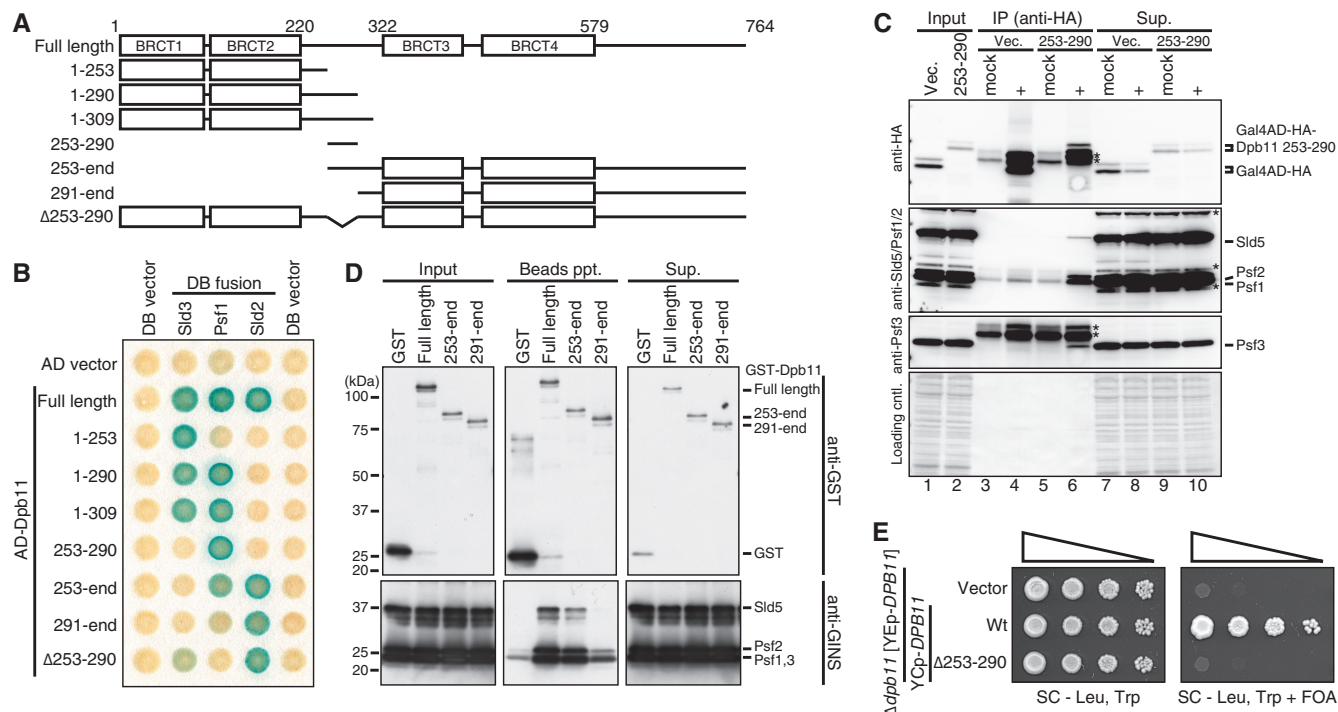 A
1 220 322 579 764
Full length BRCT1 BRCT2 BRCT3 BRCT4
1-253
1-290
1-309
253-290
253-end
291-end
Δ253-290
B
DB fusion
DB vector Sld3 Psf1 Sld2 DB vector
AD vector
AD-Dpb11
Full length
1-253
1-290
1-309
253-290
253-end
291-end
Δ253-290
C
Input IP (anti-HA) Sup.
Vec. 253-290 Vec. 253-290
Vec. 253-290 mock + mock + mock + mock +
anti-HA
Gal4AD-HA-
Dpb11 253-290
*
*
Gal4AD-HA
anti-Sld5/Psf1/2
*
Sld5
*
Psf2
Psf1
*
anti-Psf3
*
*
Psf3
Loading cntl.
1 2 3 4 5 6 7 8 9 10
D
Input Beads ppt. Sup.
GST Full length 253-end 291-end GST Full length 253-end 291-end GST Full length 253-end 291-end
(kDa)
GST-Dpb11
100
Full length
253-end
75
291-end
50
37
25
GST
20
anti-GST
37
Sld5
25
Psf2
Psf1,3
20
anti-GINS
E
Δdpb11 [YEp-DPB11]
YCp-DPB11
Vector
Wt
Δ253-290
SC - Leu, Trp SC - Leu, Trp + FOA